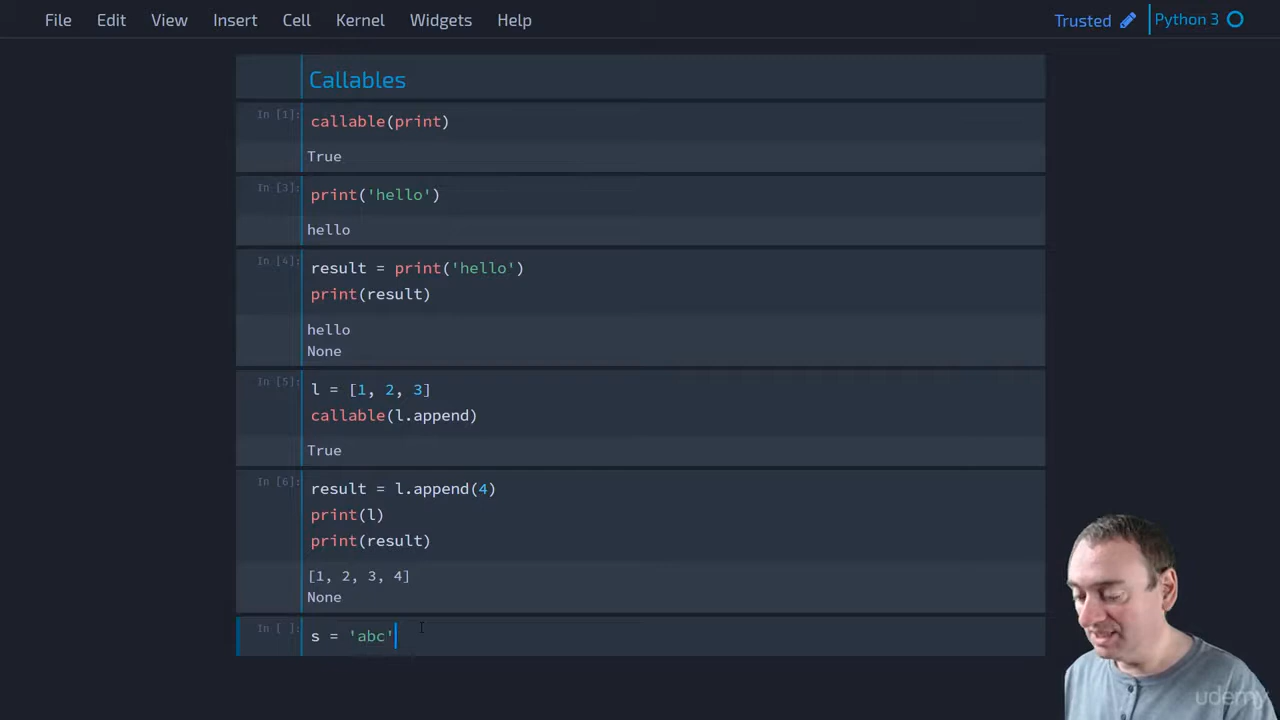 File Edit View Insert Cell Kernel Widgets Help Trusted Python 3
Callables
In [1]: callable(print)
True
In [3]: print('hello')
hello
In [4]: result = print('hello')
print(result)
hello
None
In [5]: l = [1, 2, 3]
callable(l.append)
True
In [6]: result = l.append(4)
print(l)
print(result)
[1, 2, 3, 4]
None
In [ ]: s = 'abc'
udemy